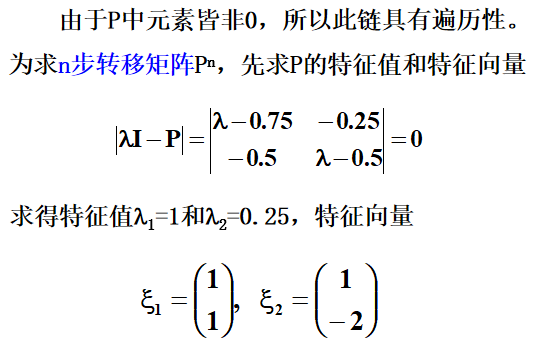 由于P中元素皆非0，所以此链具有遍历性。
为求n步转移矩阵Pⁿ，先求P的特征值和特征向量
|λI－P|=|λ－0.75 －0.25; －0.5 λ－0.5|=0
求得特征值λ₁=1和λ₂=0.25，特征向量
ξ₁=(1; 1), ξ₂=(1; －2)